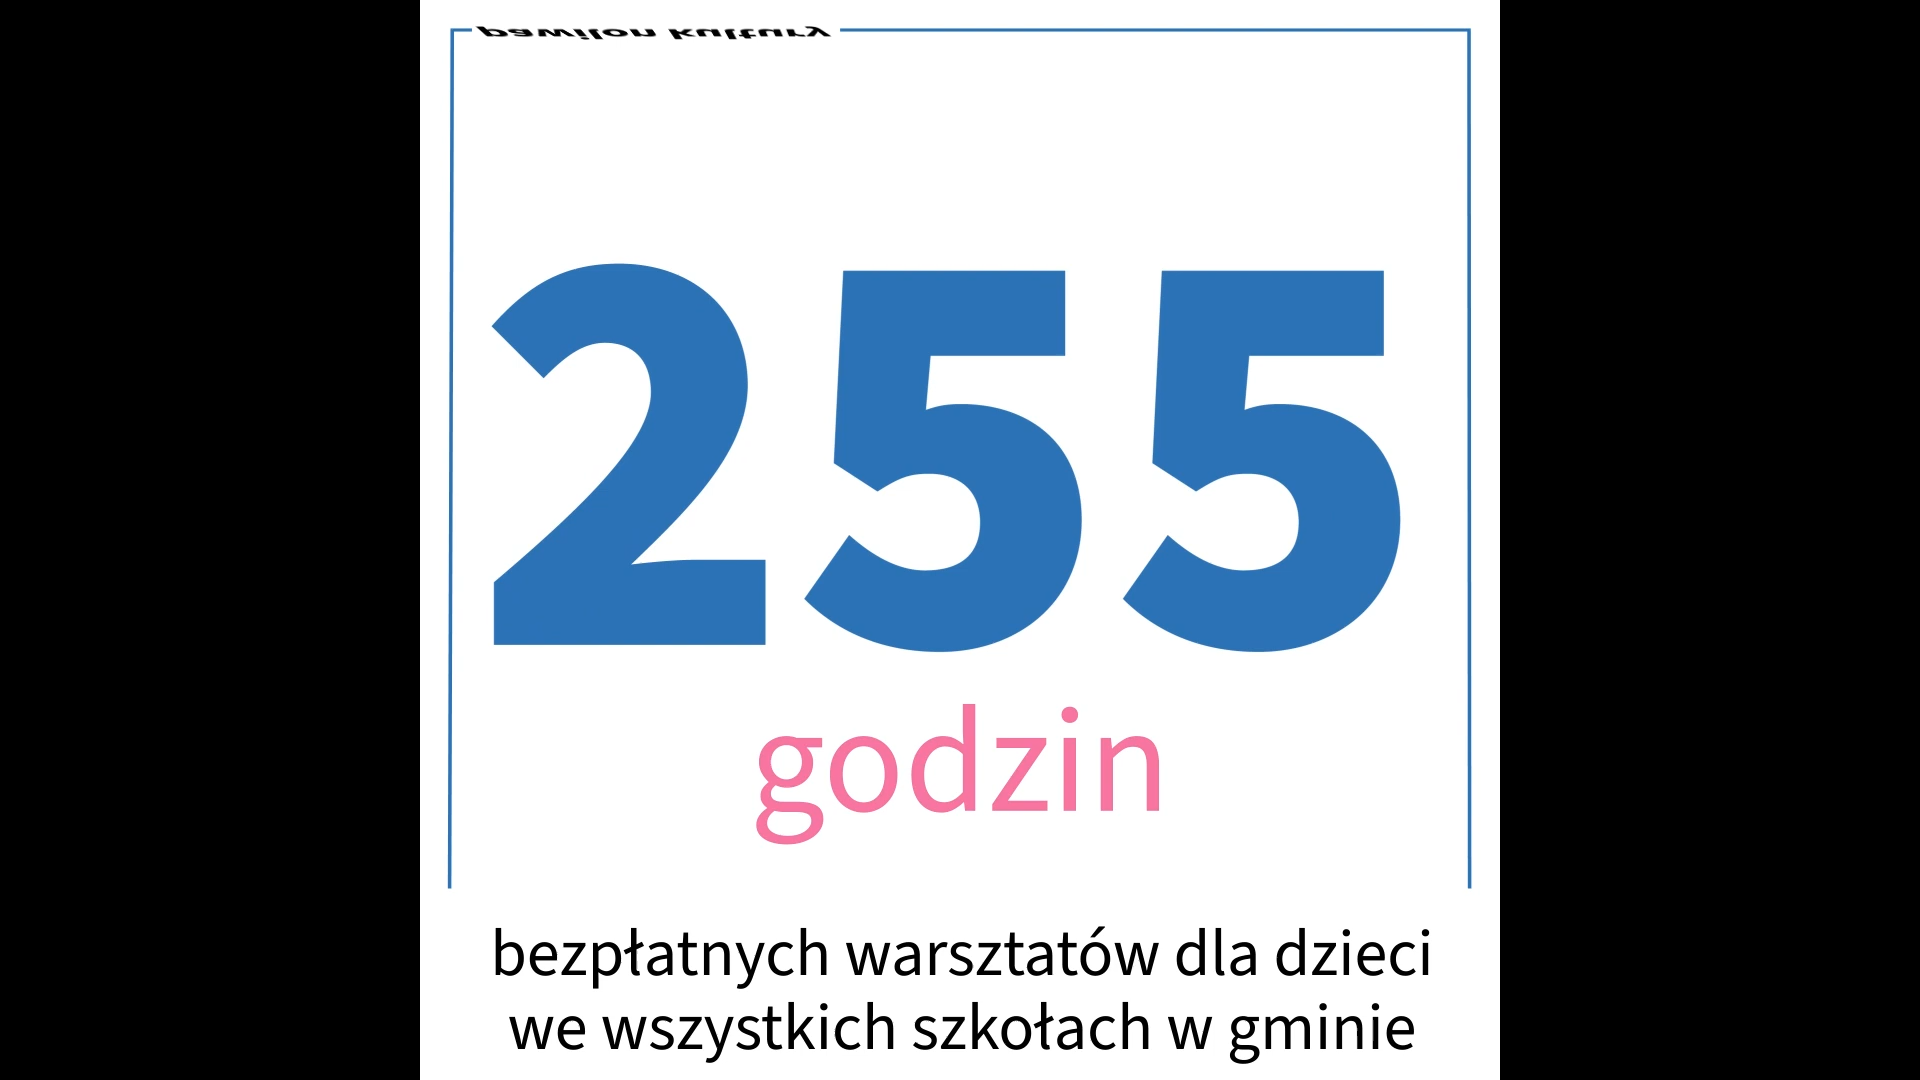 pawilon kultury
255
godzin
bezpłatnych warsztatów dla dzieci
we wszystkich szkołach w gminie